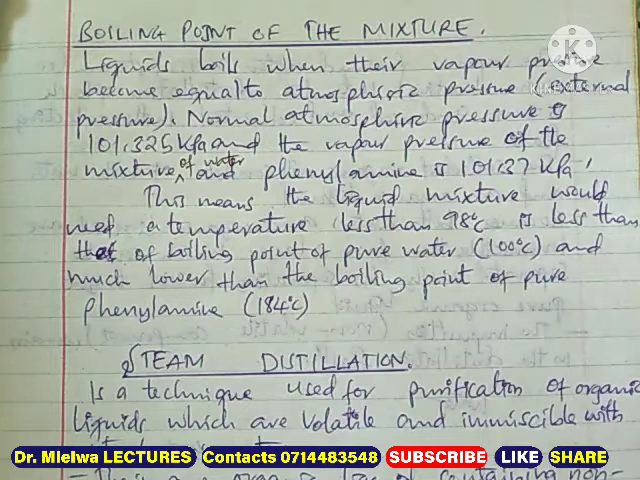 BOILING POINT OF THE MIXTURE.
Liquids boils when their vapour
become equal to atmospheric pressure (external
pressure). Normal atmospheric pressure is
101.325 kPa and the vapour pressure of the
mixture of water and phenylamine is 101.37 kPa,
This means the liquid mixture would
need a temperature less than 98°C is less than
that of boiling point of pure water (100°C) and
much lower than the boiling point of pure
phenylamine (184°C)
STEAM DISTILLATION.
Is a technique used for purification of organic
liquids which are volatile and immiscible with
Dr. Mlelwa LECTURES Contacts 0714483548 SUBSCRIBE LIKE SHARE
containing non-